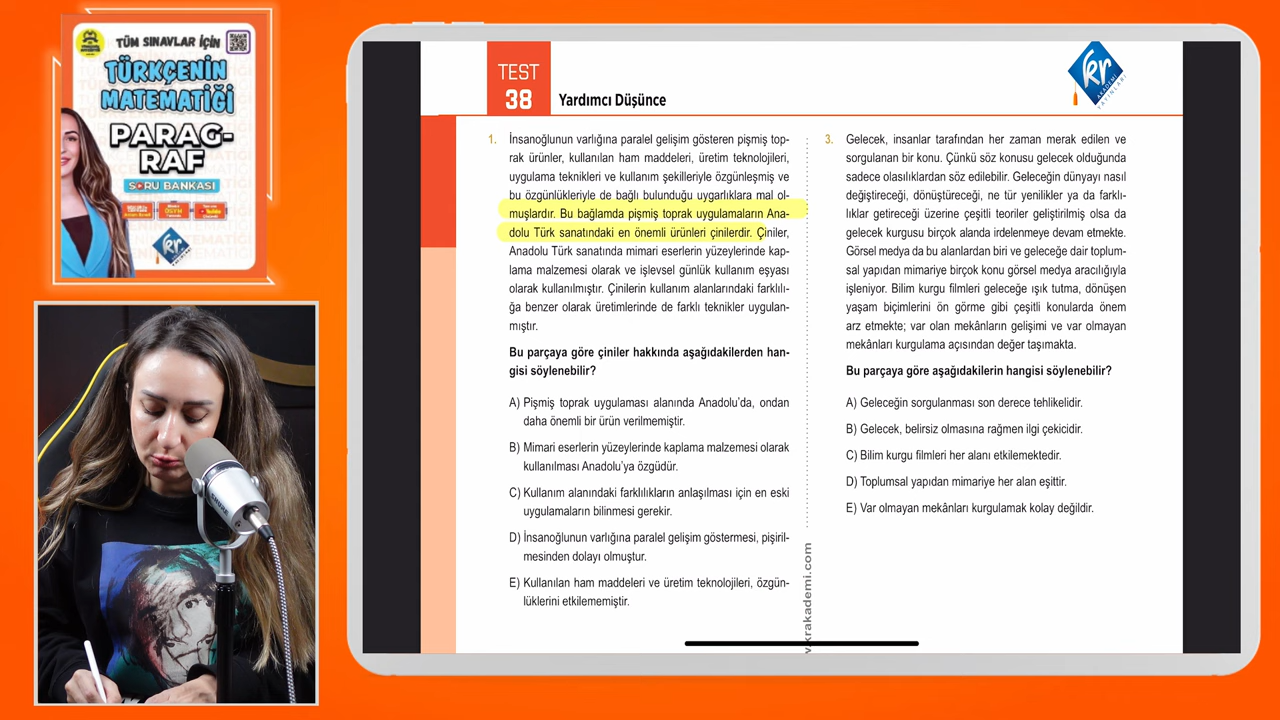 TÜM SINAVLAR İÇİN
TÜRKÇENİN
MATEMATİĞİ
PARAG-
RAF
SORU BANKASI
kr
TEST
38
Yardımcı Düşünce
kr
AKADEMİ
YAYINLARI
1. İnsanoğlunun varlığına paralel gelişim gösteren pişmiş top-
rak ürünler, kullanılan ham maddeleri, üretim teknolojileri,
uygulama teknikleri ve kullanım şekilleriyle özgünleşmiş ve
bu özgünlükleriyle de bağlı bulunduğu uygarlıklara mal ol-
muşlardır. Bu bağlamda pişmiş toprak uygulamaların Ana-
dolu Türk sanatındaki en önemli ürünleri çinilerdir. Çiniler,
Anadolu Türk sanatında mimari eserlerin yüzeylerinde kap-
lama malzemesi olarak ve işlevsel günlük kullanım eşyası
olarak kullanılmıştır. Çinilerin kullanım alanlarındaki farklılı-
ğa benzer olarak üretimlerinde de farklı teknikler uygulan-
mıştır.
Bu parçaya göre çiniler hakkında aşağıdakilerden han-
gisi söylenebilir?
A) Pişmiş toprak uygulaması alanında Anadolu'da, ondan
daha önemli bir ürün verilmemiştir.
B) Mimari eserlerin yüzeylerinde kaplama malzemesi olarak
kullanılması Anadolu'ya özgüdür.
C) Kullanım alanındaki farklılıkların anlaşılması için en eski
uygulamaların bilinmesi gerekir.
D) İnsanoğlunun varlığına paralel gelişim göstermesi, pişiril-
mesinden dolayı olmuştur.
E) Kullanılan ham maddeleri ve üretim teknolojileri, özgün-
lüklerini etkilememiştir.
3. Gelecek, insanlar tarafından her zaman merak edilen ve
sorgulanan bir konu. Çünkü söz konusu gelecek olduğunda
sadece olasılıklardan söz edilebilir. Geleceğin dünyayı nasıl
değiştireceği, dönüştüreceği, ne tür yenilikler ya da farklı-
lıklar getireceği üzerine çeşitli teoriler geliştirilmiş olsa da
gelecek kurgusu birçok alanda irdelenmeye devam etmekte.
Görsel medya da bu alanlardan biri ve geleceğe dair toplum-
sal yapıdan mimariye birçok konu görsel medya aracılığıyla
işleniyor. Bilim kurgu filmleri geleceğe ışık tutma, dönüşen
yaşam biçimlerini ön görme gibi çeşitli konularda önem
arz etmekte; var olan mekânların gelişimi ve var olmayan
mekânları kurgulama açısından değer taşımakta.
Bu parçaya göre aşağıdakilerin hangisi söylenebilir?
A) Geleceğin sorgulanması son derece tehlikelidir.
B) Gelecek, belirsiz olmasına rağmen ilgi çekicidir.
C) Bilim kurgu filmleri her alanı etkilemektedir.
D) Toplumsal yapıdan mimariye her alan eşittir.
E) Var olmayan mekânları kurgulamak kolay değildir.
v.krakademi.com
SHURE